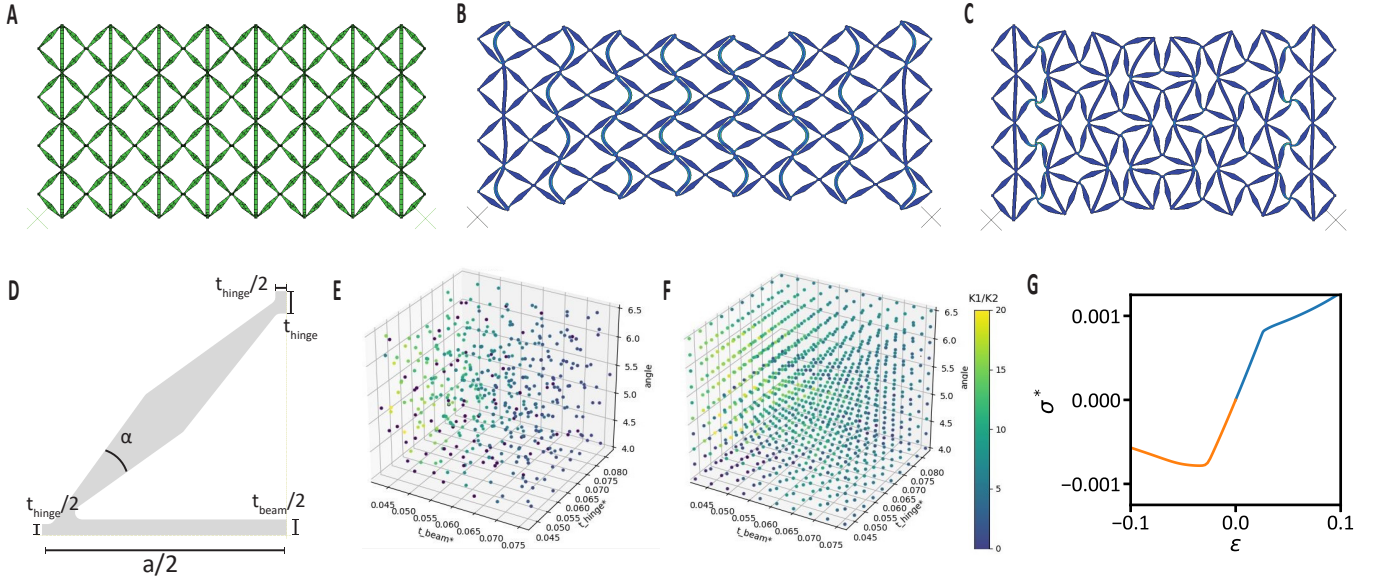 A
B
C
D
t_hinge/2
t_hinge
α
t_hinge/2
t_beam/2
a/2
E
6.5
6.0
5.5
5.0
4.5
4.0
angle
0.080
0.075
0.070
0.065
0.060
0.055
0.050
0.045
t_hinge*
0.045
0.050
0.055
0.060
0.065
0.070
0.075
t_beam*
F
6.5
6.0
5.5
5.0
4.5
4.0
angle
0.080
0.075
0.070
0.065
0.060
0.055
0.050
0.045
t_hinge*
0.045
0.050
0.055
0.060
0.065
0.070
0.075
t_beam*
K1/K2
20
15
10
5
0
G
0.001
0.000
−0.001
σ*
−0.1
0.0
0.1
ε